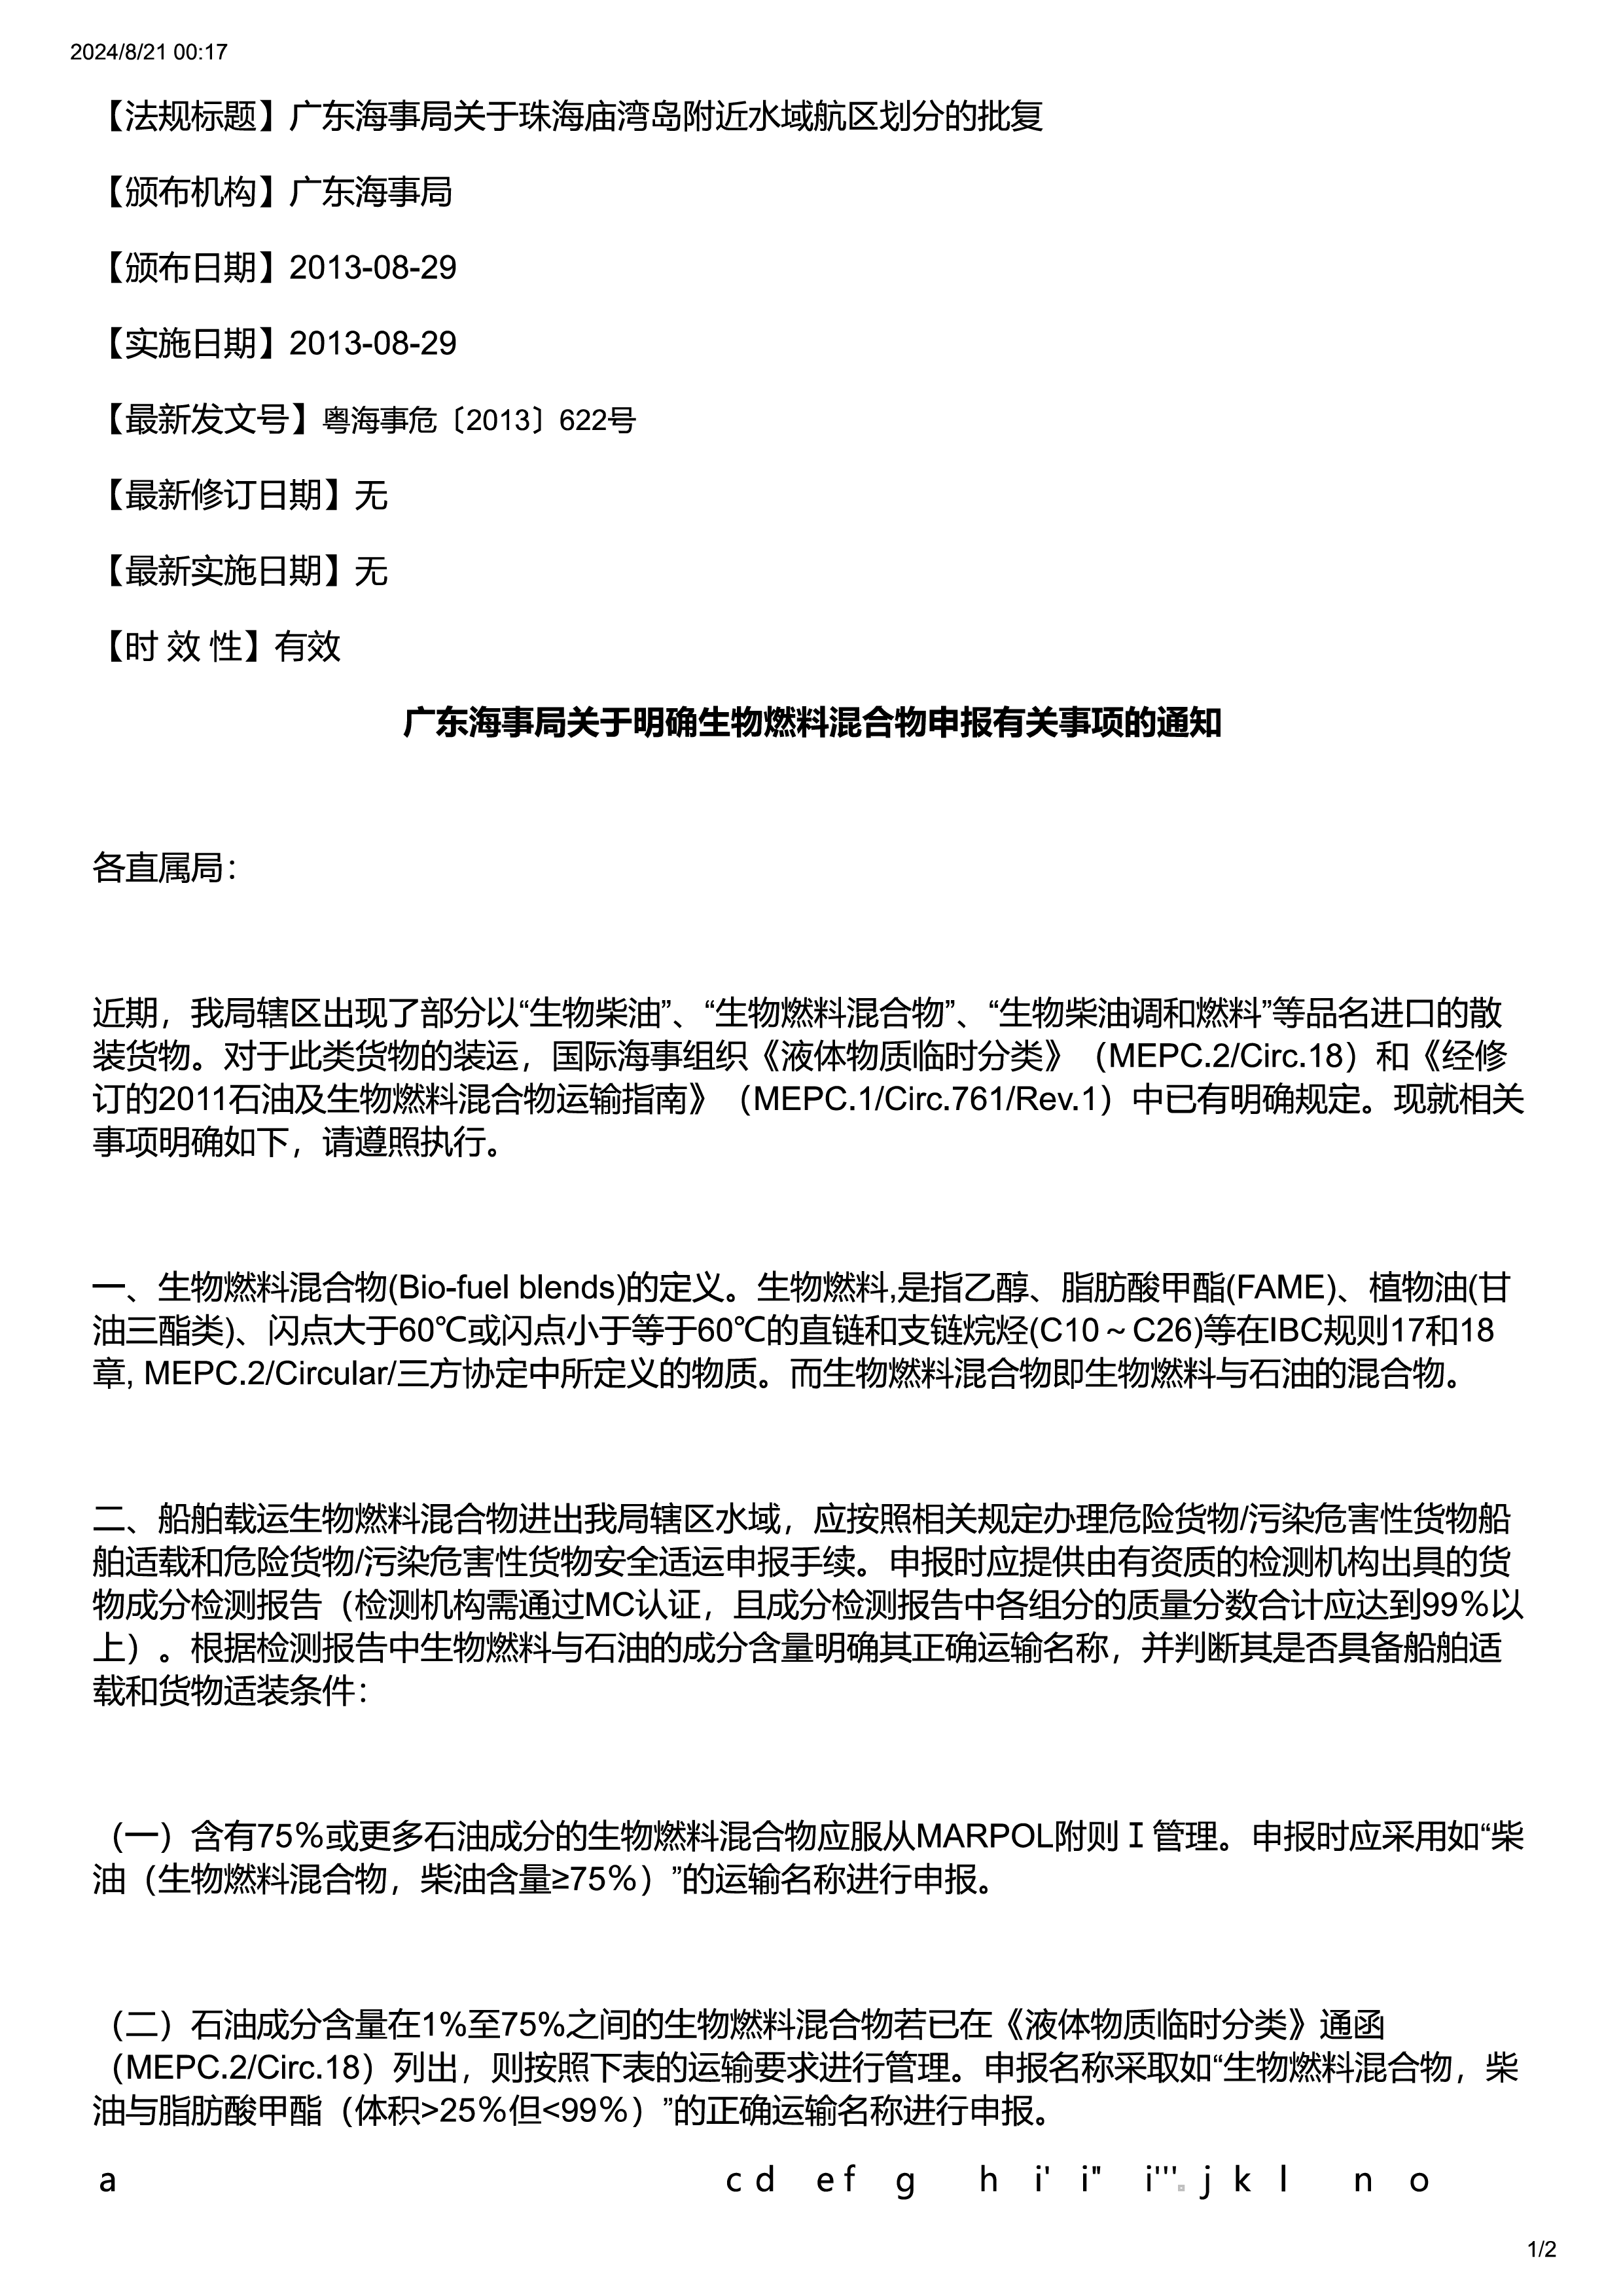 2024/8/21 00:17
【法规标题】广东海事局关于珠海庙湾岛附近水域航区划分的批复
【颁布机构】广东海事局
【颁布日期】2013-08-29
【实施日期】2013-08-29
【最新发文号】粤海事危〔2013〕622号
【最新修订日期】无
【最新实施日期】无
【时 效 性】有效
广东海事局关于明确生物燃料混合物申报有关事项的通知
各直属局：
近期，我局辖区出现了部分以“生物柴油”、“生物燃料混合物”、“生物柴油调和燃料”等品名进口的散
装货物。对于此类货物的装运，国际海事组织《液体物质临时分类》（MEPC.2/Circ.18）和《经修
订的2011石油及生物燃料混合物运输指南》（MEPC.1/Circ.761/Rev.1）中已有明确规定。现就相关
事项明确如下，请遵照执行。
一、生物燃料混合物(Bio-fuel blends)的定义。生物燃料,是指乙醇、脂肪酸甲酯(FAME)、植物油(甘
油三酯类)、闪点大于60℃或闪点小于等于60℃的直链和支链烷烃(C10～C26)等在IBC规则17和18
章, MEPC.2/Circular/三方协定中所定义的物质。而生物燃料混合物即生物燃料与石油的混合物。
二、船舶载运生物燃料混合物进出我局辖区水域，应按照相关规定办理危险货物/污染危害性货物船
舶适载和危险货物/污染危害性货物安全适运申报手续。申报时应提供由有资质的检测机构出具的货
物成分检测报告（检测机构需通过MC认证，且成分检测报告中各组分的质量分数合计应达到99%以
上）。根据检测报告中生物燃料与石油的成分含量明确其正确运输名称，并判断其是否具备船舶适
载和货物适装条件：
（一）含有75%或更多石油成分的生物燃料混合物应服从MARPOL附则Ⅰ管理。申报时应采用如“柴
油（生物燃料混合物，柴油含量≥75%）”的运输名称进行申报。
（二）石油成分含量在1%至75%之间的生物燃料混合物若已在《液体物质临时分类》通函
（MEPC.2/Circ.18）列出，则按照下表的运输要求进行管理。申报名称采取如“生物燃料混合物，柴
油与脂肪酸甲酯（体积>25%但<99%）”的正确运输名称进行申报。
a c d e f g h i' i'' i'''. j k l n o
1/2